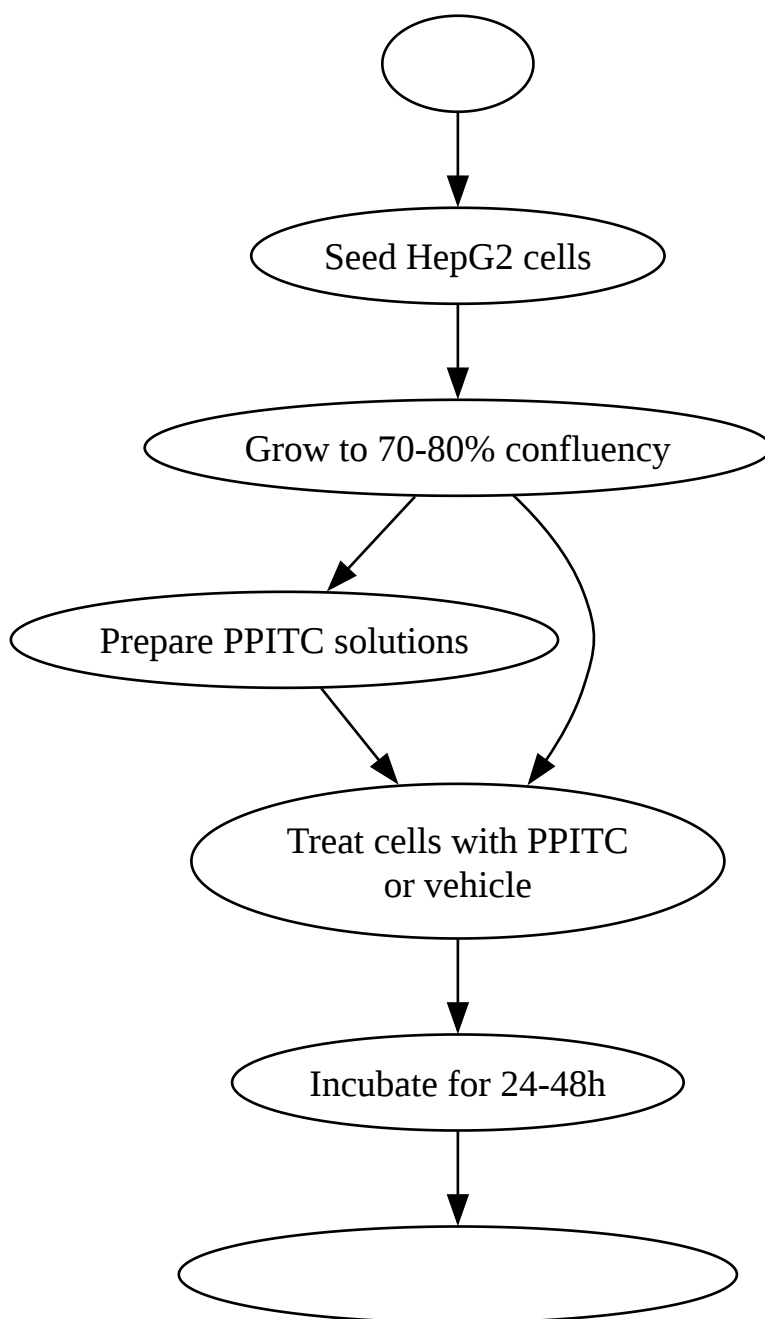 Seed HepG2 cells
Grow to 70-80% confluency
Prepare PPITC solutions
Treat cells with PPITC
or vehicle
Incubate for 24-48h